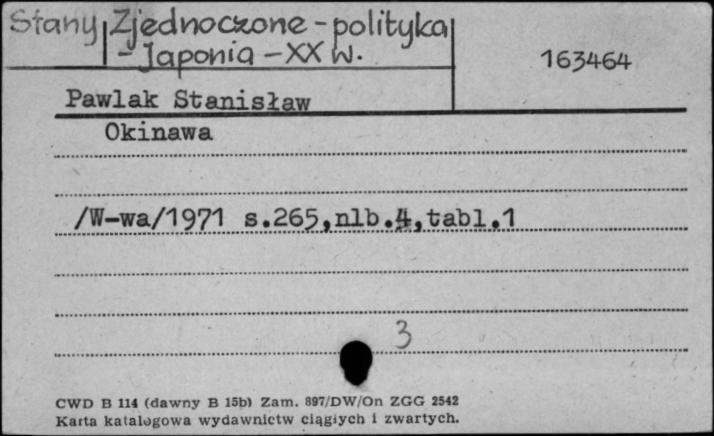 Stany Zjednoczone - polityka
- Japonia - XX w.
163464
Pawlak Stanisław
Okinawa
/W-wa/1971 s.265,nlb.4,tabl.1
3
CWD B 114 (dawny B 15b) Zam. 897/DW/On ZGG 2542
Karta katalogowa wydawnictw ciągłych i zwartych.